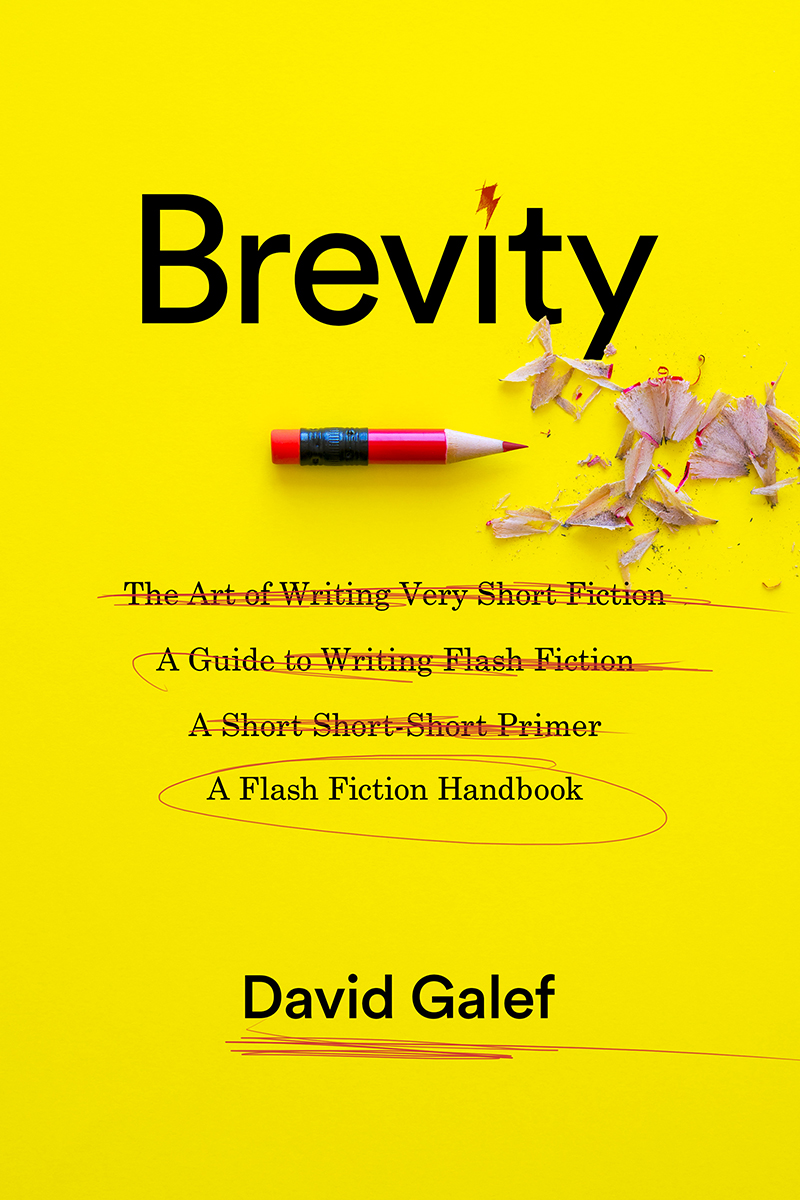 Brevity
The Art of Writing Very Short Fiction
A Guide to Writing Flash Fiction
A Short Short-Short Primer
A Flash Fiction Handbook
David Galef